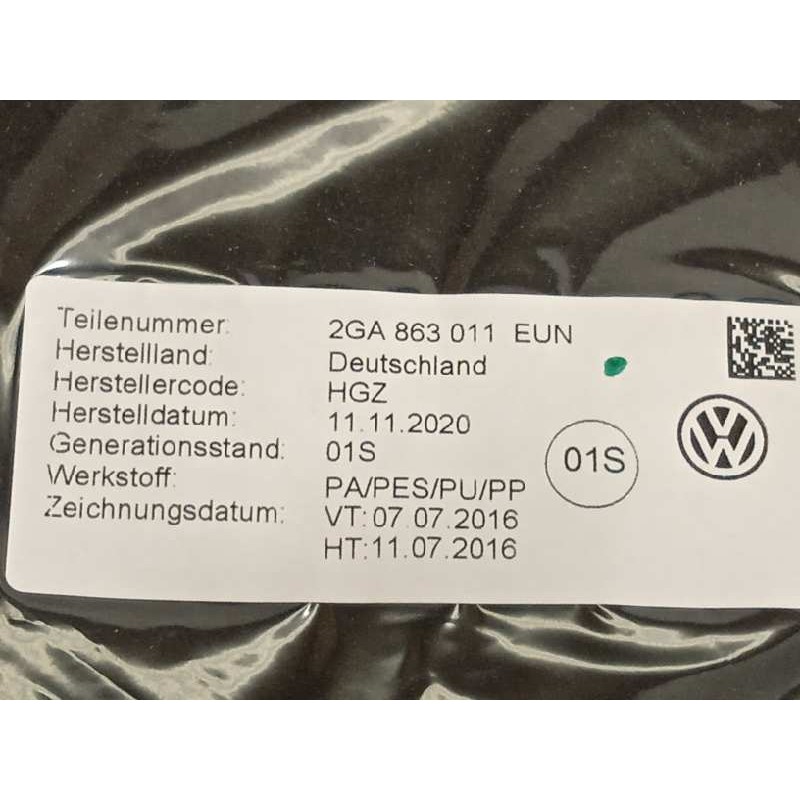 Teilenummer: 2GA 863 011 EUN
Herstellland: Deutschland
Herstellercode: HGZ
Herstelldatum: 11.11.2020
Generationsstand: 01S
01S
Werkstoff: PA/PES/PU/PP
Zeichnungsdatum: VT:07.07.2016
HT:11.07.2016